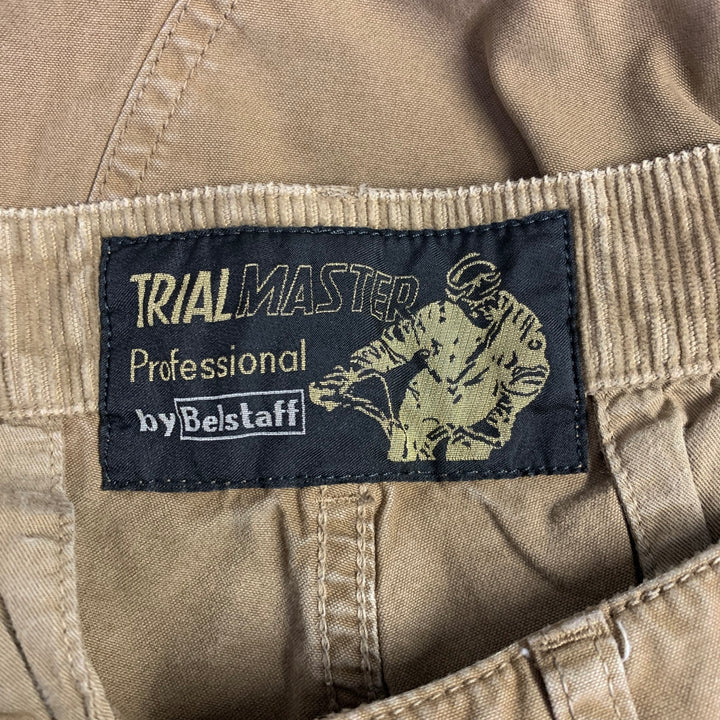 TRIALMASTER
Professional
by Belstaff